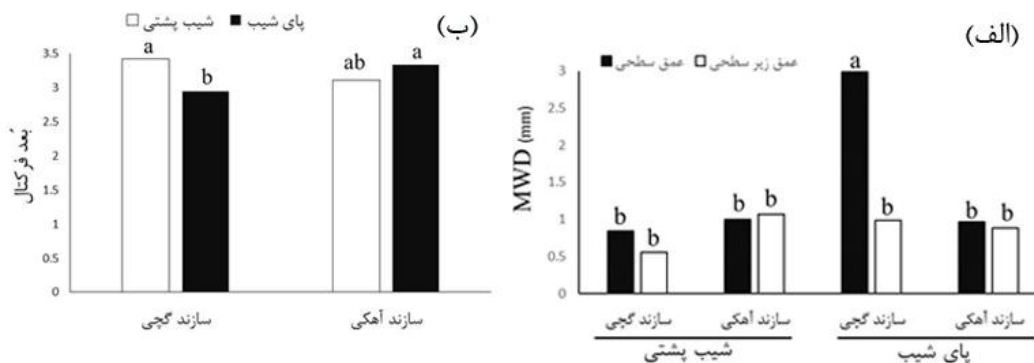 (الف)
عمق سطحی عمق زیر سطحی
MWD (mm)
3
2.5
2
1.5
1
0.5
0
b
b
b
b
a
b
b
b
سازند گچی سازند آهکی سازند گچی سازند آهکی
شیب پشتی پای شیب
(ب)
شیب پشتی پای شیب
بُعد فرکتال
3.5
3
2.5
2
1.5
1
0.5
0
a
b
ab
a
سازند گچی سازند آهکی